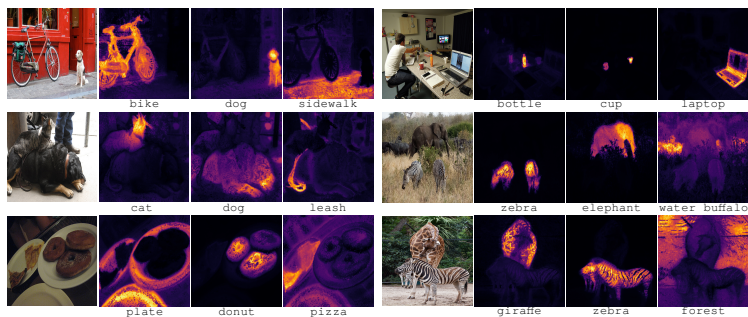 bike dog sidewalk bottle cup laptop
cat dog leash zebra elephant water buffalo
plate donut pizza giraffe zebra forest